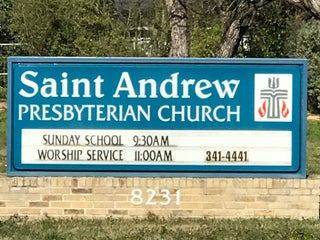 Saint Andrew
PRESBYTERIAN CHURCH
SUNDAY SCHOOL 9:30AM
WORSHIP SERVICE 11:00AM 341-4441
8231